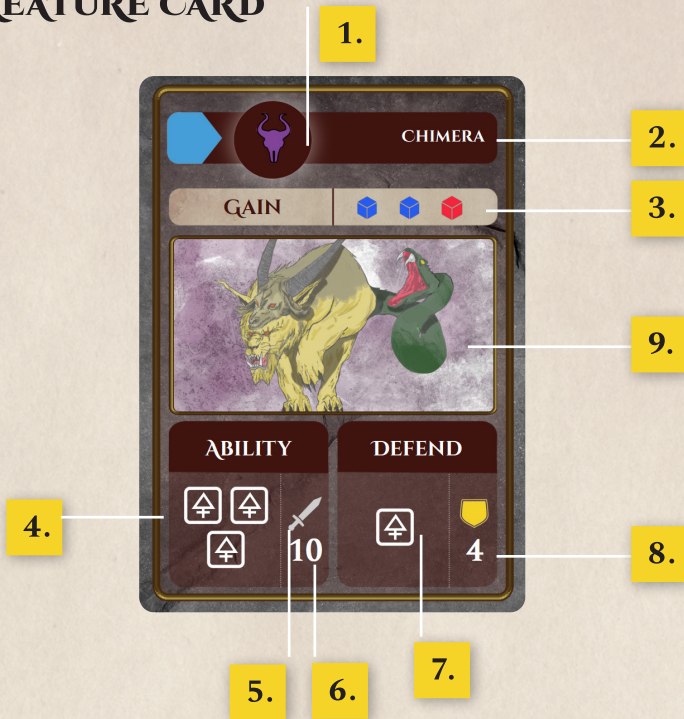 EATURE CARD
1.
CHIMERA
2.
GAIN
3.
9.
ABILITY
DEFEND
4.
10
4
8.
7.
5.
6.